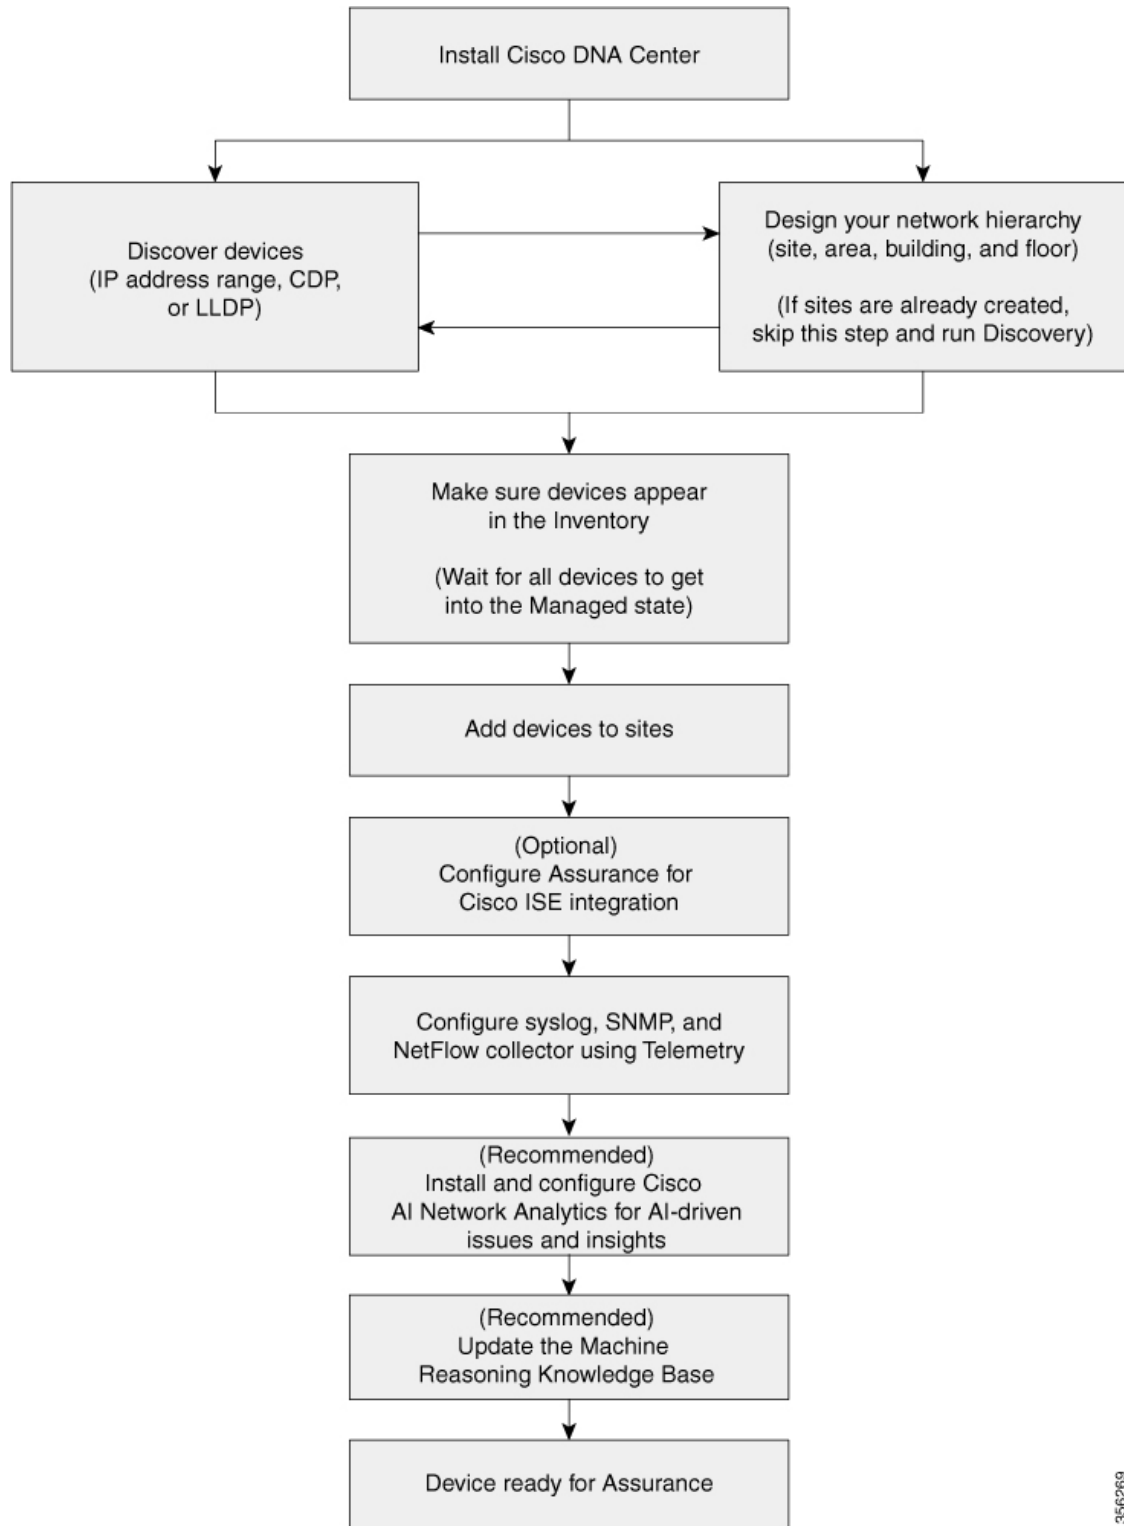 Install Cisco DNA Center
Discover devices
(IP address range, CDP,
or LLDP)
Design your network hierarchy
(site, area, building, and floor)
(If sites are already created,
skip this step and run Discovery)
Make sure devices appear
in the Inventory
(Wait for all devices to get
into the Managed state)
Add devices to sites
(Optional)
Configure Assurance for
Cisco ISE integration
Configure syslog, SNMP, and
NetFlow collector using Telemetry
(Recommended)
Install and configure Cisco
AI Network Analytics for AI-driven
issues and insights
(Recommended)
Update the Machine
Reasoning Knowledge Base
Device ready for Assurance
356269